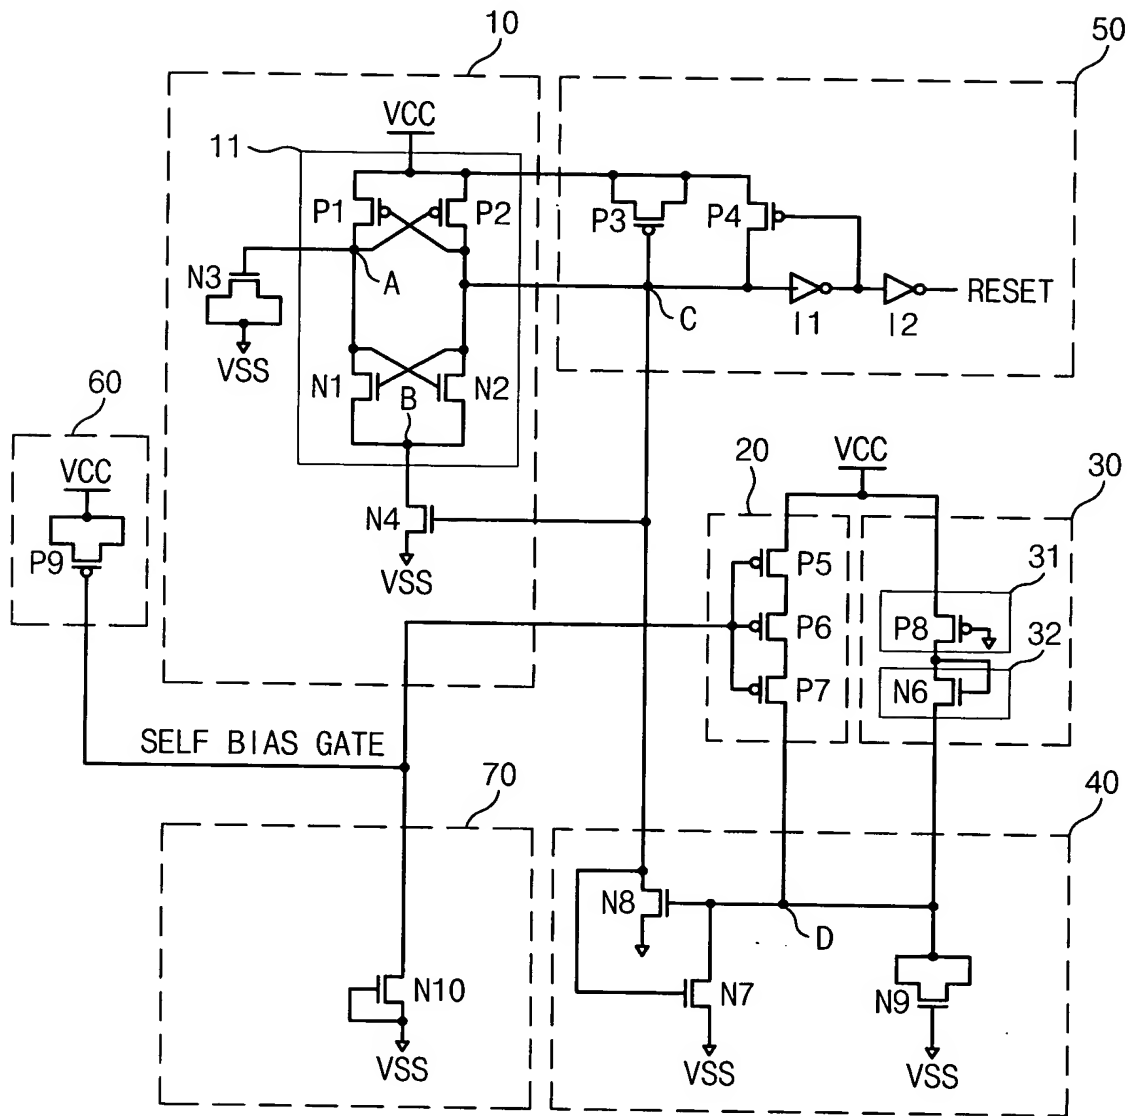 10
50
VCC
11
P1
P2
P3
P4
N3
A
C
I1
I2
RESET
VSS
N1
N2
B
60
VCC
P9
20
VCC
30
N4
VSS
P5
31
P6
P8
32
P7
N6
SELF BIAS GATE
70
40
N8
D
N10
N7
N9
VSS
VSS
VSS